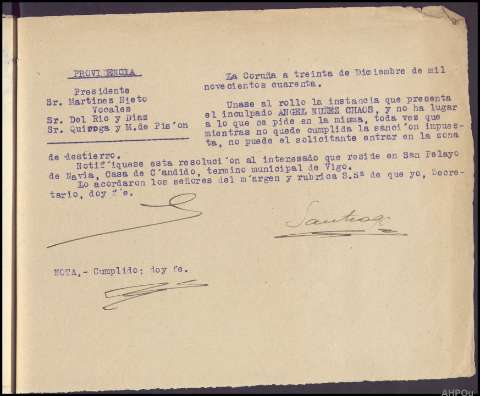 PROVIDENCIA
Presidente
Sr. Martinez Nieto
Vocales
Sr. Del Rio y Diaz
Sr. Quiroga y M.de Pis'on
La Coruña a treinta de Diciembre de mil
novecientos cuarenta.
Unase al rollo la instancia que presenta
el inculpado ANGEL NUÑEZ CHAOS, y no ha lugar
a lo que se pide en la misma, toda vez que
mientras no quede cumplida la sanci'on impues-
ta, no puede el solicitante entrar en la zona
de destierro.
Notif'iquese esta resoluci'on al interesado que reside en San Pelayo
de Navia, Casa de C'andido, termino municipal de Vigo.
Lo acordaron los señores del m'argen y rubrica S.Sª de que yo, Secre-
tario, doy f'e.
Santiago
NOTA,- Cumplido; doy fe.
AHPOu